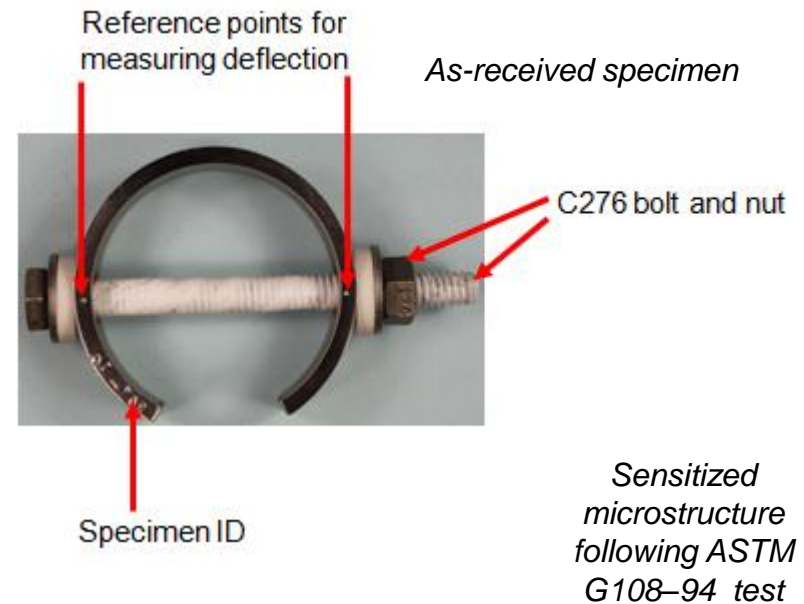 Reference points for
measuring deflection
As-received specimen
C276 bolt and nut
Specimen ID
Sensitized
microstructure
following ASTM
G108–94 test